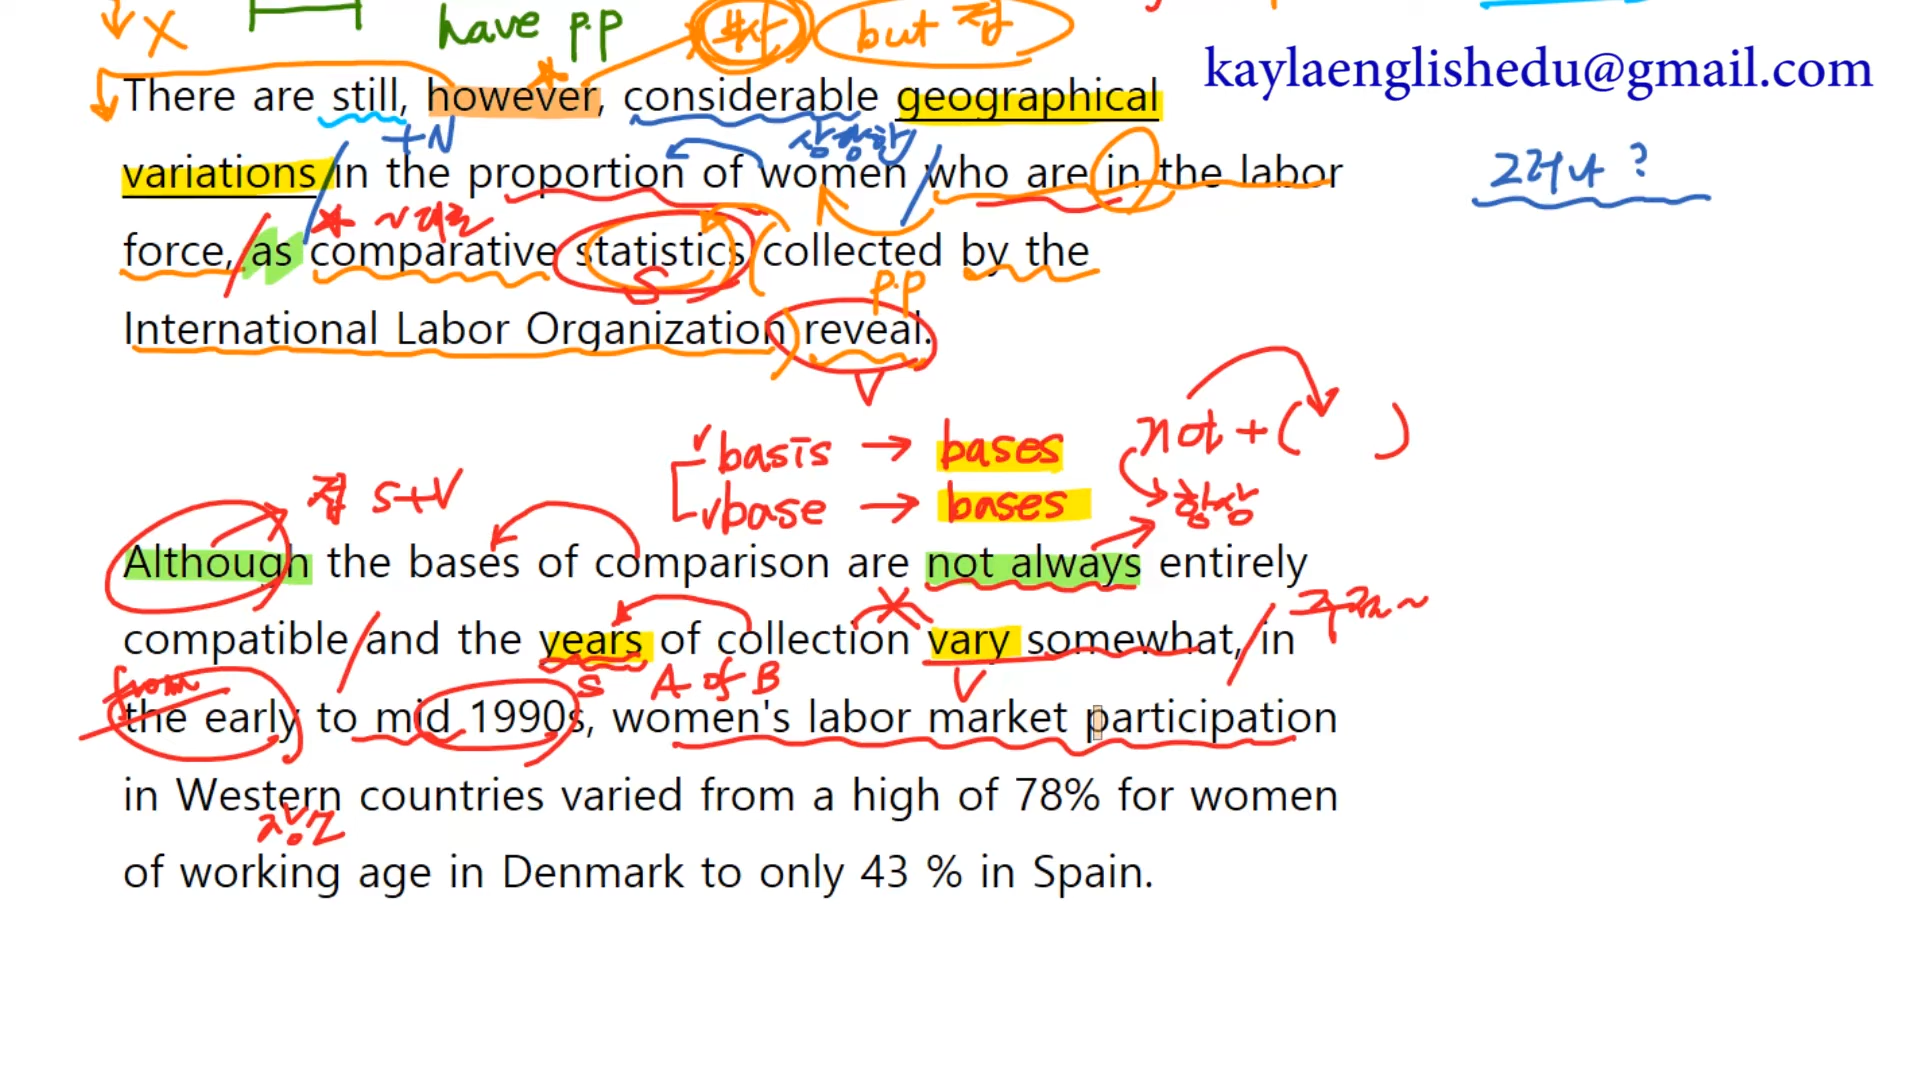 X
have p.p
부사
but 접
kaylaenglishedu@gmail.com
There are still, however, considerable geographical
+N
상당한
variations in the proportion of women who are in the labor
그러나 ?
~대로
force, as comparative statistics collected by the
S
p.p
International Labor Organization reveal.
V
basis → bases
not + ( )
접 S+V
base → bases
항상
Although the bases of comparison are not always entirely
compatible and the years of collection vary somewhat, in
from
S
A of B
V
the early to mid 1990s, women's labor market participation
in Western countries varied from a high of 78% for women
of working age in Denmark to only 43 % in Spain.